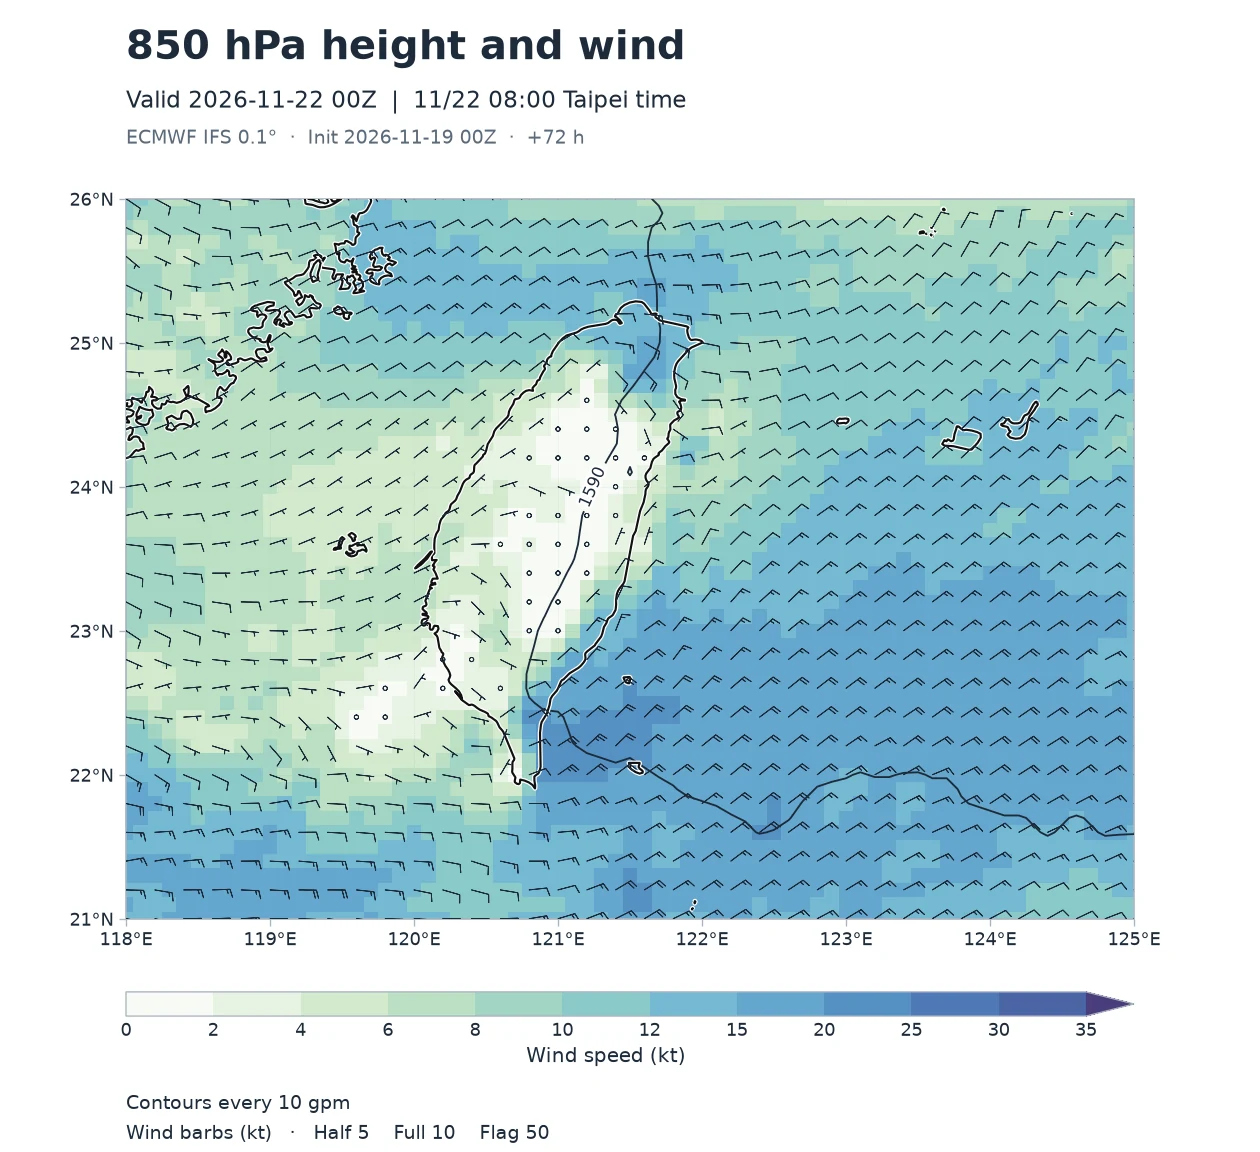 850 hPa height and wind
Valid 2026-11-22 00Z | 11/22 08:00 Taipei time
ECMWF IFS 0.1° · Init 2026-11-19 00Z · +72 h
26°N
25°N
24°N
23°N
22°N
21°N
1590
118°E 119°E 120°E 121°E 122°E 123°E 124°E 125°E
0 2 4 6 8 10 12 15 20 25 30 35
Wind speed (kt)
Contours every 10 gpm
Wind barbs (kt) · Half 5 Full 10 Flag 50